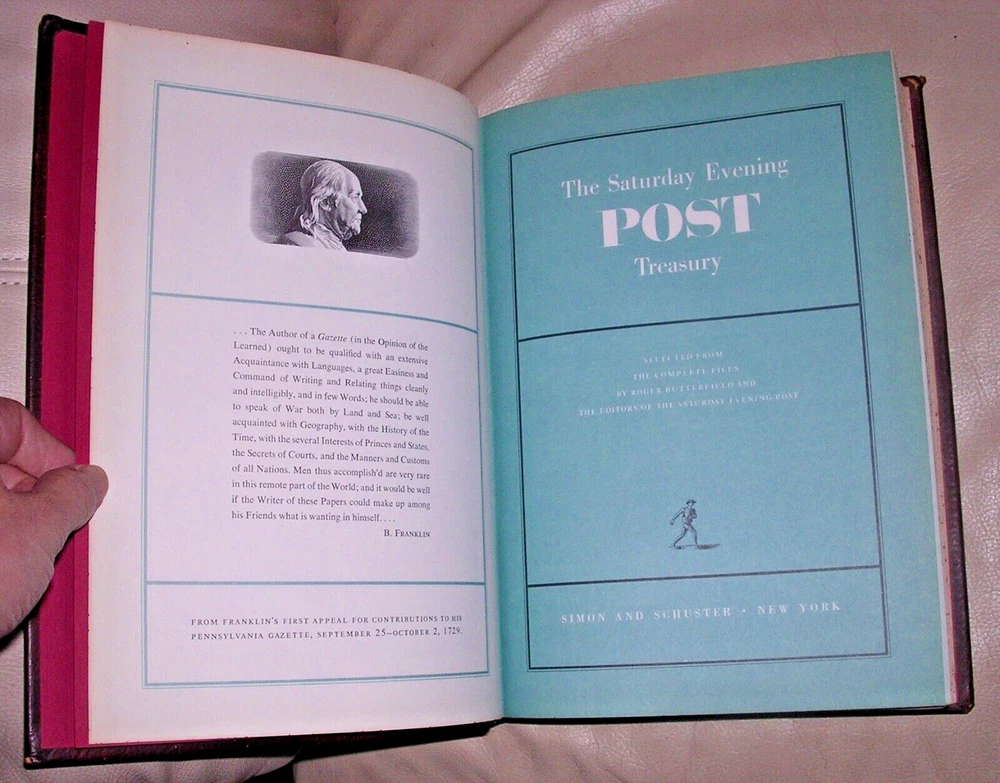 . . . The Author of a Gazette (in the Opinion of the
Learned) ought to be qualified with an extensive
Acquaintance with Languages, a great Easiness and
Command of Writing and Relating things cleanly
and intelligibly, and in few Words; he should be able
to speak of War both by Land and Sea; be well
acquainted with Geography, with the History of the
Time, with the several Interests of Princes and States,
the Secrets of Courts, and the Manners and Customs
of all Nations. Men thus accomplish'd are very rare
in this remote part of the World; and it would be well
if the Writer of these Papers could make up among
his Friends what is wanting in himself. . . .
B. FRANKLIN
FROM FRANKLIN'S FIRST APPEAL FOR CONTRIBUTIONS TO HIS
PENNSYLVANIA GAZETTE, SEPTEMBER 25–OCTOBER 2, 1729.
The Saturday Evening
POST
Treasury
SELECTED FROM
THE COMPLETE FILES
BY ROGER BUTTERFIELD AND
THE EDITORS OF THE SATURDAY EVENING POST
SIMON AND SCHUSTER • NEW YORK